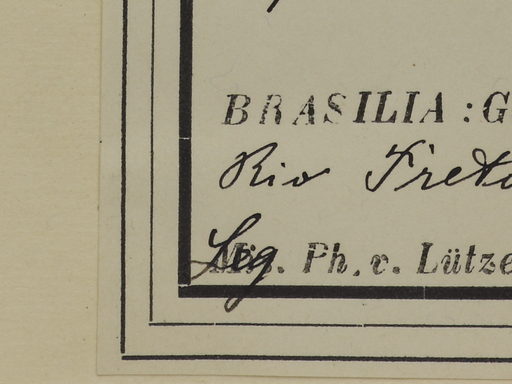 BRASILIA : G
Rio Preto
Leg. Ph. v. Lütze